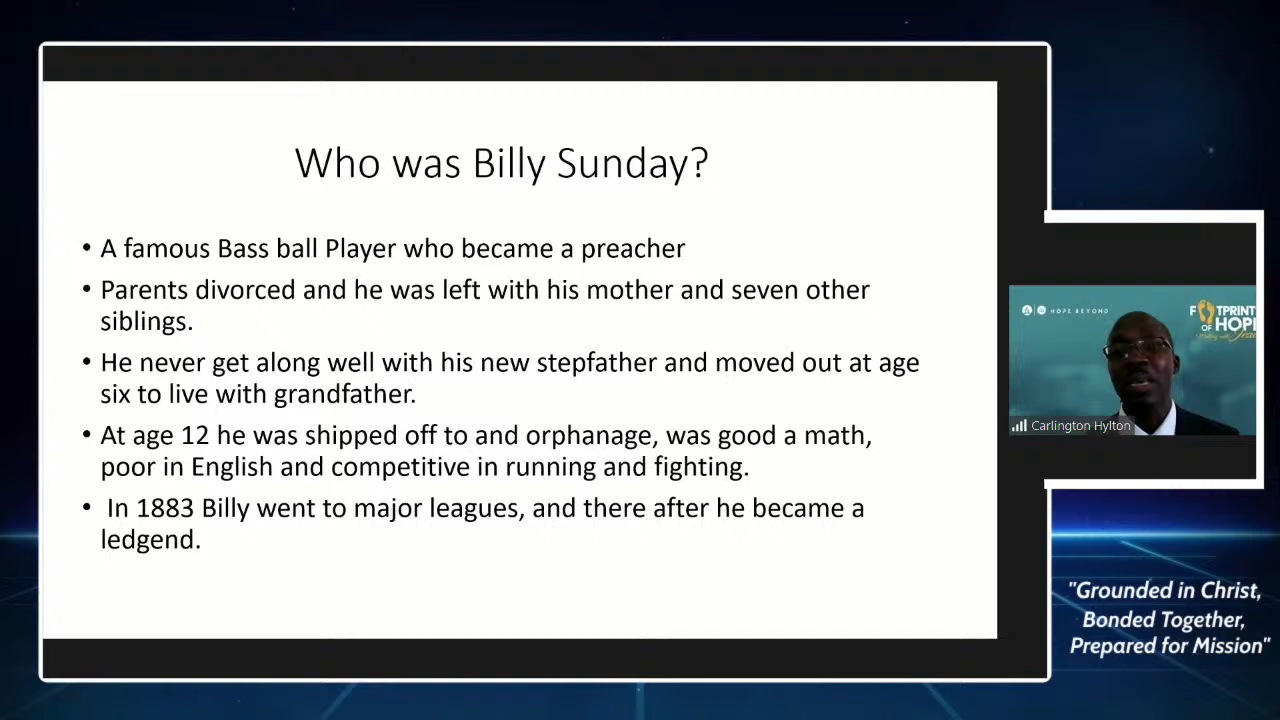 Who was Billy Sunday?
• A famous Bass ball Player who became a preacher
• Parents divorced and he was left with his mother and seven other
siblings.
• He never get along well with his new stepfather and moved out at age
six to live with grandfather.
• At age 12 he was shipped off to and orphanage, was good a math,
poor in English and competitive in running and fighting.
• In 1883 Billy went to major leagues, and there after he became a
ledgend.
HOPE BEYOND
F TPRINT
OF HOPE
Carlington Hylton
"Grounded in Christ,
Bonded Together,
Prepared for Mission"